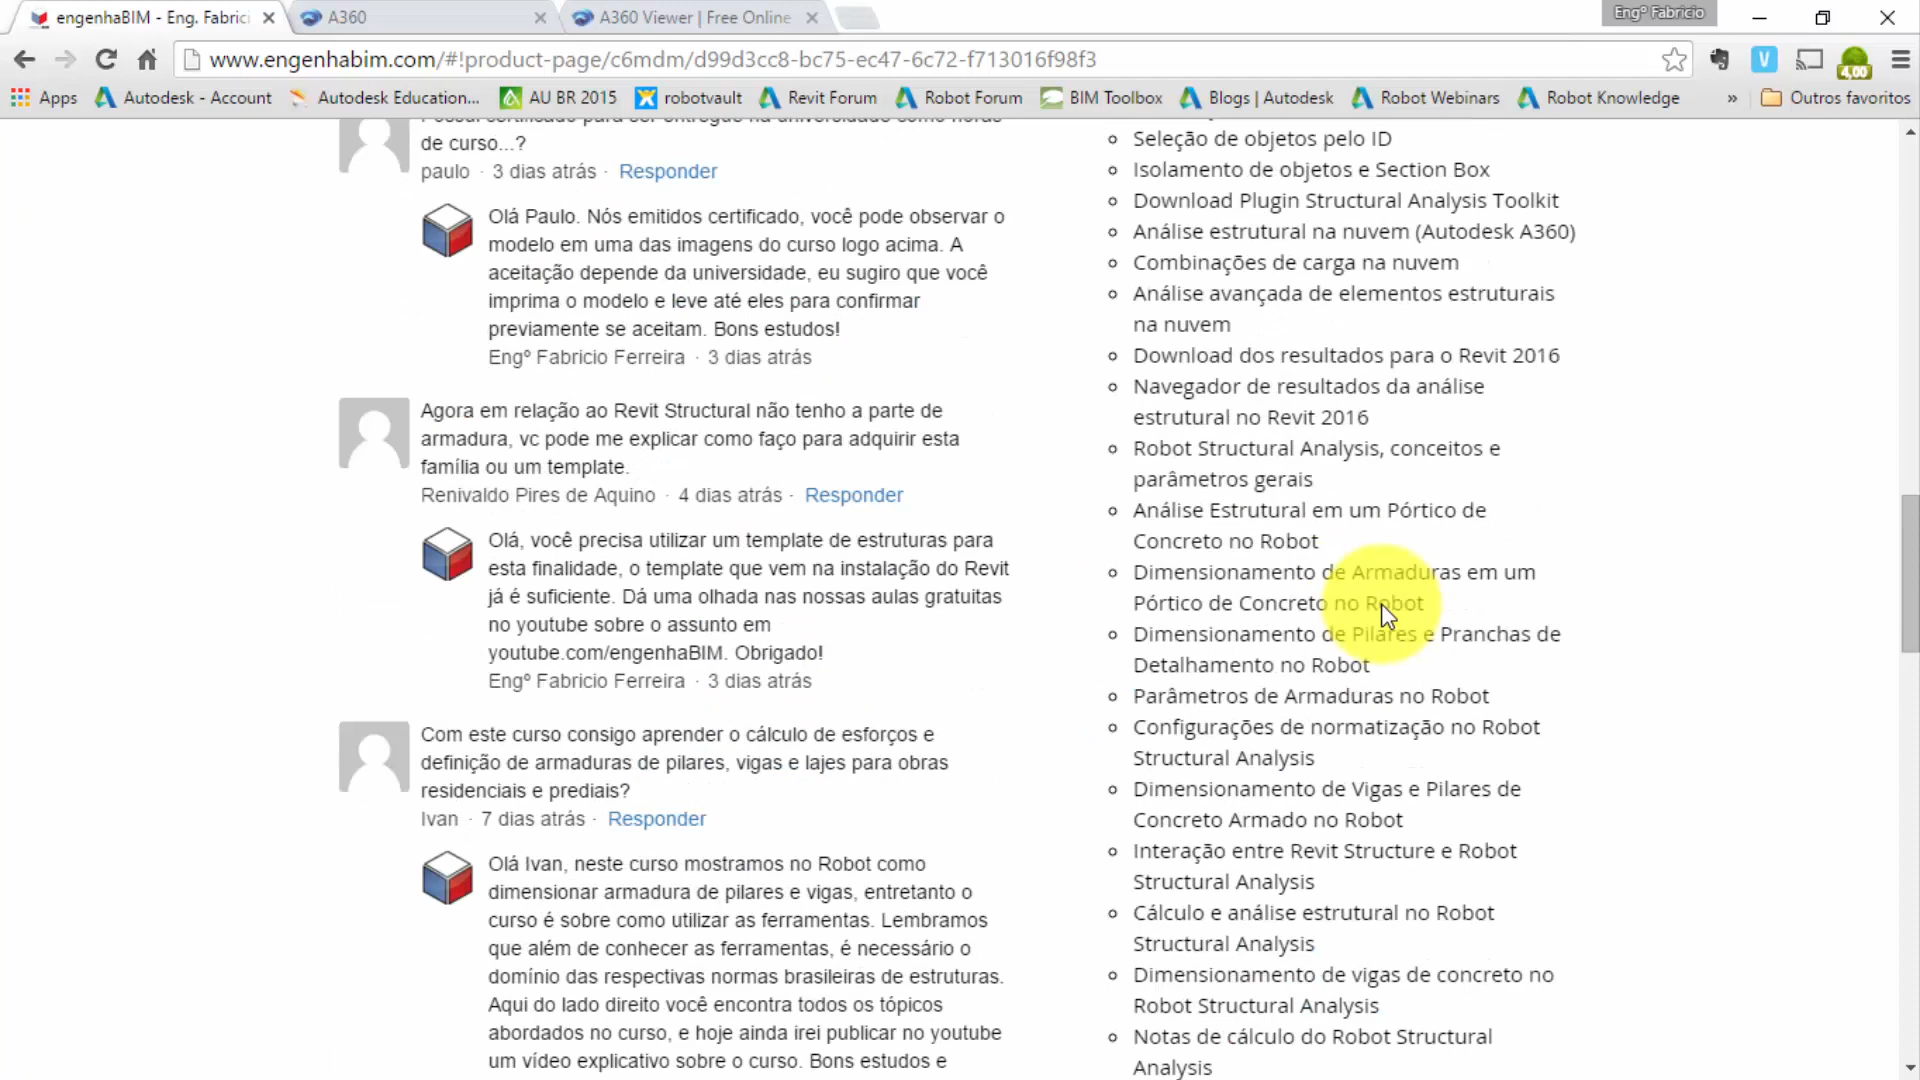 engenhaBIM - Eng. Fabrici
A360
A360 Viewer | Free Online
Engº Fabricio
www.engenhabim.com/#!product-page/c6mdm/d99d3cc8-bc75-ec47-6c72-f713016f98f3
V
4,00
Apps
Autodesk - Account
Autodesk Education...
AU BR 2015
robotvault
Revit Forum
Robot Forum
BIM Toolbox
Blogs | Autodesk
Robot Webinars
Robot Knowledge
»
Outros favoritos
Possui certificado para ser entregue na universidade como horas
de curso...?
paulo · 3 dias atrás · Responder
Olá Paulo. Nós emitidos certificado, você pode observar o
modelo em uma das imagens do curso logo acima. A
aceitação depende da universidade, eu sugiro que você
imprima o modelo e leve até eles para confirmar
previamente se aceitam. Bons estudos!
Engº Fabricio Ferreira · 3 dias atrás
Agora em relação ao Revit Structural não tenho a parte de
armadura, vc pode me explicar como faço para adquirir esta
família ou um template.
Renivaldo Pires de Aquino · 4 dias atrás · Responder
Olá, você precisa utilizar um template de estruturas para
esta finalidade, o template que vem na instalação do Revit
já é suficiente. Dá uma olhada nas nossas aulas gratuitas
no youtube sobre o assunto em
youtube.com/engenhaBIM. Obrigado!
Engº Fabricio Ferreira · 3 dias atrás
Com este curso consigo aprender o cálculo de esforços e
definição de armaduras de pilares, vigas e lajes para obras
residenciais e prediais?
Ivan · 7 dias atrás · Responder
Olá Ivan, neste curso mostramos no Robot como
dimensionar armadura de pilares e vigas, entretanto o
curso é sobre como utilizar as ferramentas. Lembramos
que além de conhecer as ferramentas, é necessário o
domínio das respectivas normas brasileiras de estruturas.
Aqui do lado direito você encontra todos os tópicos
abordados no curso, e hoje ainda irei publicar no youtube
um vídeo explicativo sobre o curso. Bons estudos e
Seleção de objetos pelo ID
Isolamento de objetos e Section Box
Download Plugin Structural Analysis Toolkit
Análise estrutural na nuvem (Autodesk A360)
Combinações de carga na nuvem
Análise avançada de elementos estruturais
na nuvem
Download dos resultados para o Revit 2016
Navegador de resultados da análise
estrutural no Revit 2016
Robot Structural Analysis, conceitos e
parâmetros gerais
Análise Estrutural em um Pórtico de
Concreto no Robot
Dimensionamento de Armaduras em um
Pórtico de Concreto no Robot
Dimensionamento de Pilares e Pranchas de
Detalhamento no Robot
Parâmetros de Armaduras no Robot
Configurações de normatização no Robot
Structural Analysis
Dimensionamento de Vigas e Pilares de
Concreto Armado no Robot
Interação entre Revit Structure e Robot
Structural Analysis
Cálculo e análise estrutural no Robot
Structural Analysis
Dimensionamento de vigas de concreto no
Robot Structural Analysis
Notas de cálculo do Robot Structural
Analysis